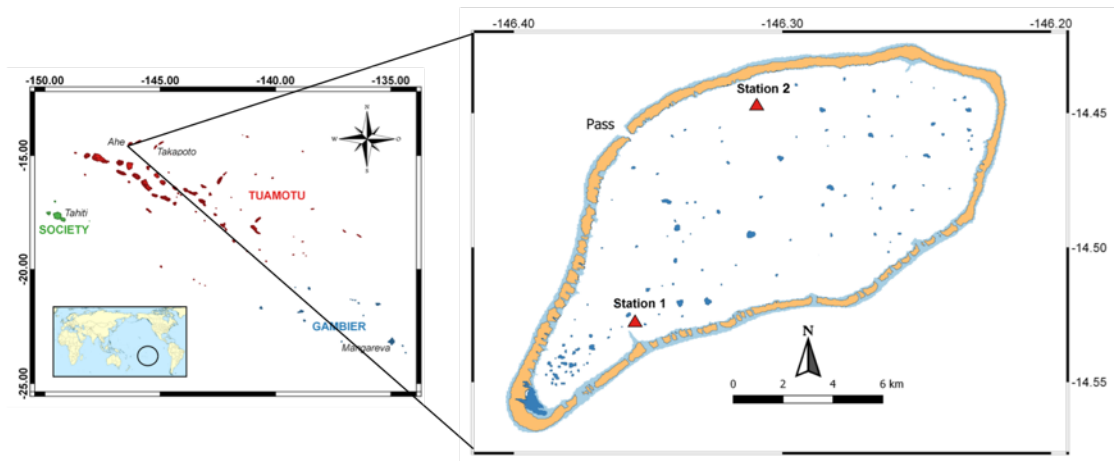 -150.00
-145.00
-140.00
-135.00
-15.00
-20.00
-25.00
Ahe
Takapoto
TUAMOTU
Tahiti
SOCIETY
GAMBIER
Mangareva
N
W
O
S
-146.40
-146.30
-146.20
-14.45
-14.50
-14.55
Station 2
Pass
Station 1
N
0 2 4 6 km